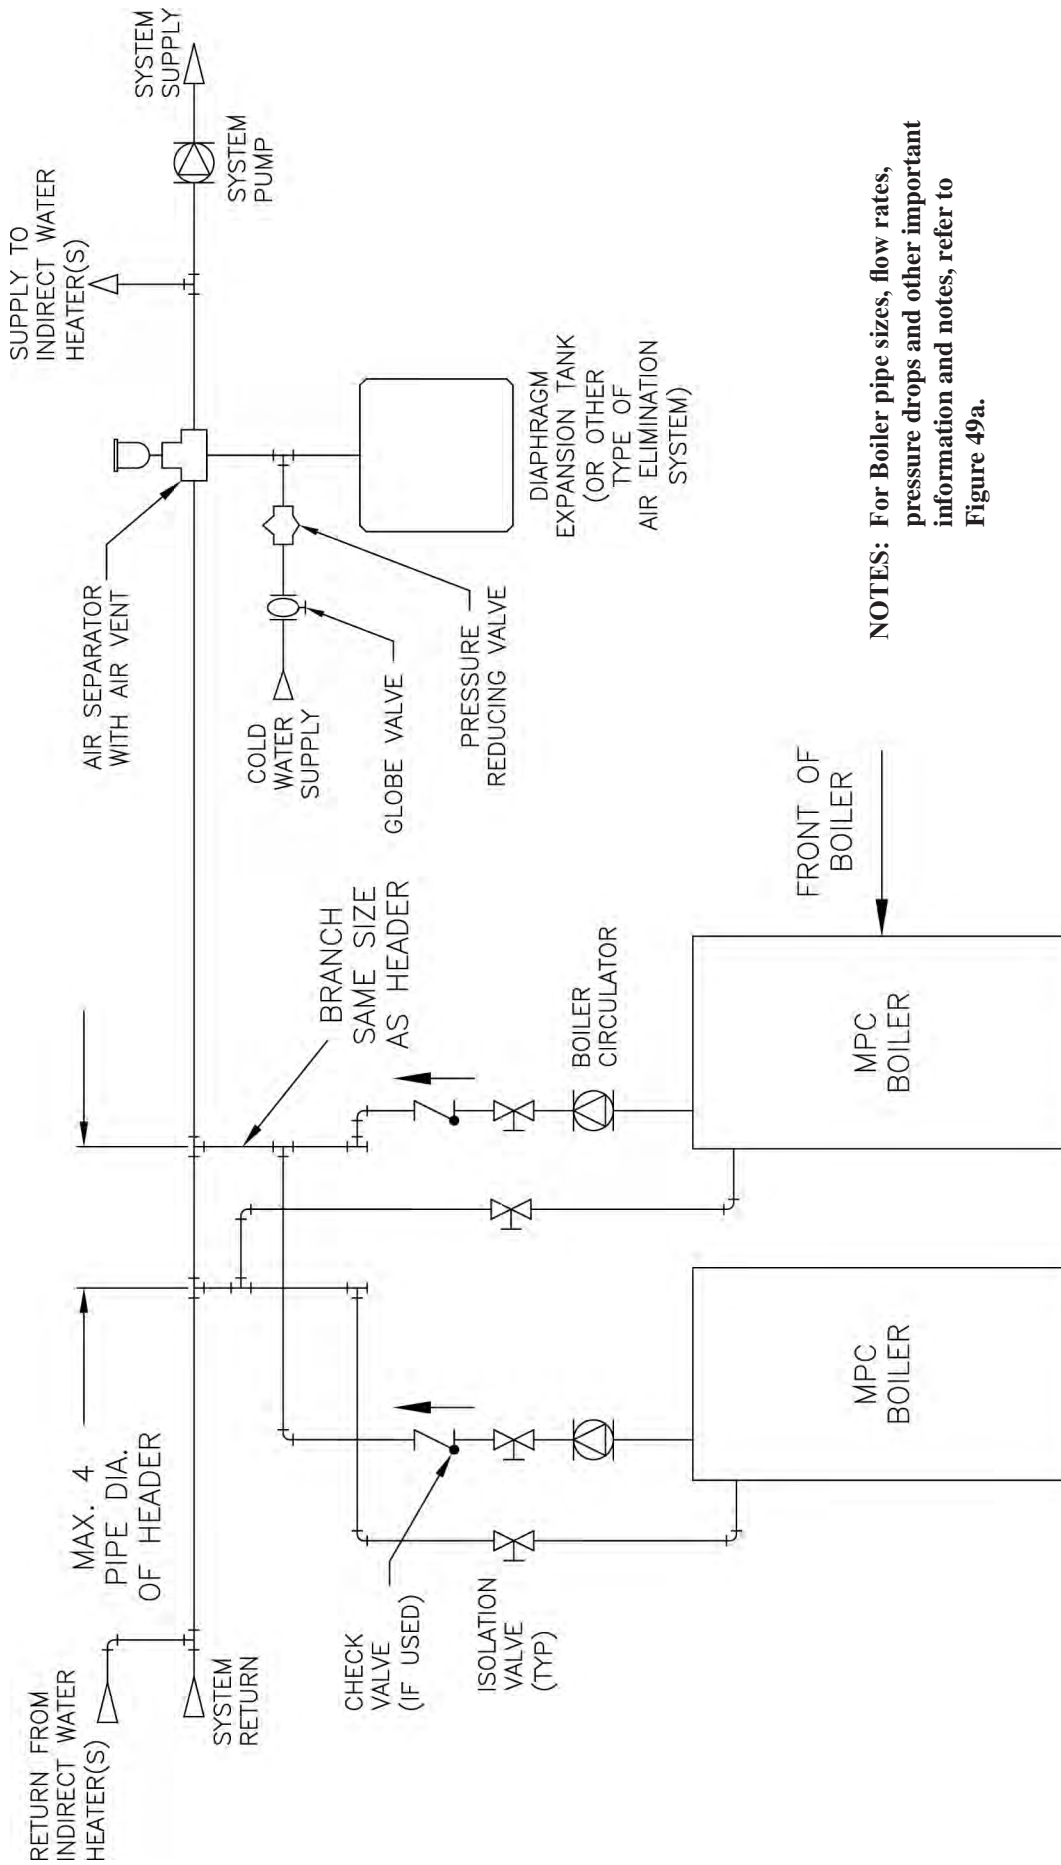 RETURN FROM
INDIRECT WATER
HEATER(S)
SYSTEM
RETURN
MAX. 4
PIPE DIA.
OF HEADER
CHECK
VALVE
(IF USED)
ISOLATION
VALVE
(TYP)
MPC
BOILER
BRANCH
SAME SIZE
AS HEADER
BOILER
CIRCULATOR
MPC
BOILER
FRONT OF
BOILER
AIR SEPARATOR
WITH AIR VENT
COLD
WATER
SUPPLY
GLOBE VALVE
PRESSURE
REDUCING VALVE
DIAPHRAGM
EXPANSION TANK
(OR OTHER
TYPE OF
AIR ELIMINATION
SYSTEM)
SUPPLY TO
INDIRECT WATER
HEATER(S)
SYSTEM
PUMP
SYSTEM
SUPPLY
NOTES: For Boiler pipe sizes, flow rates,
pressure drops and other important
information and notes, refer to
Figure 49a.